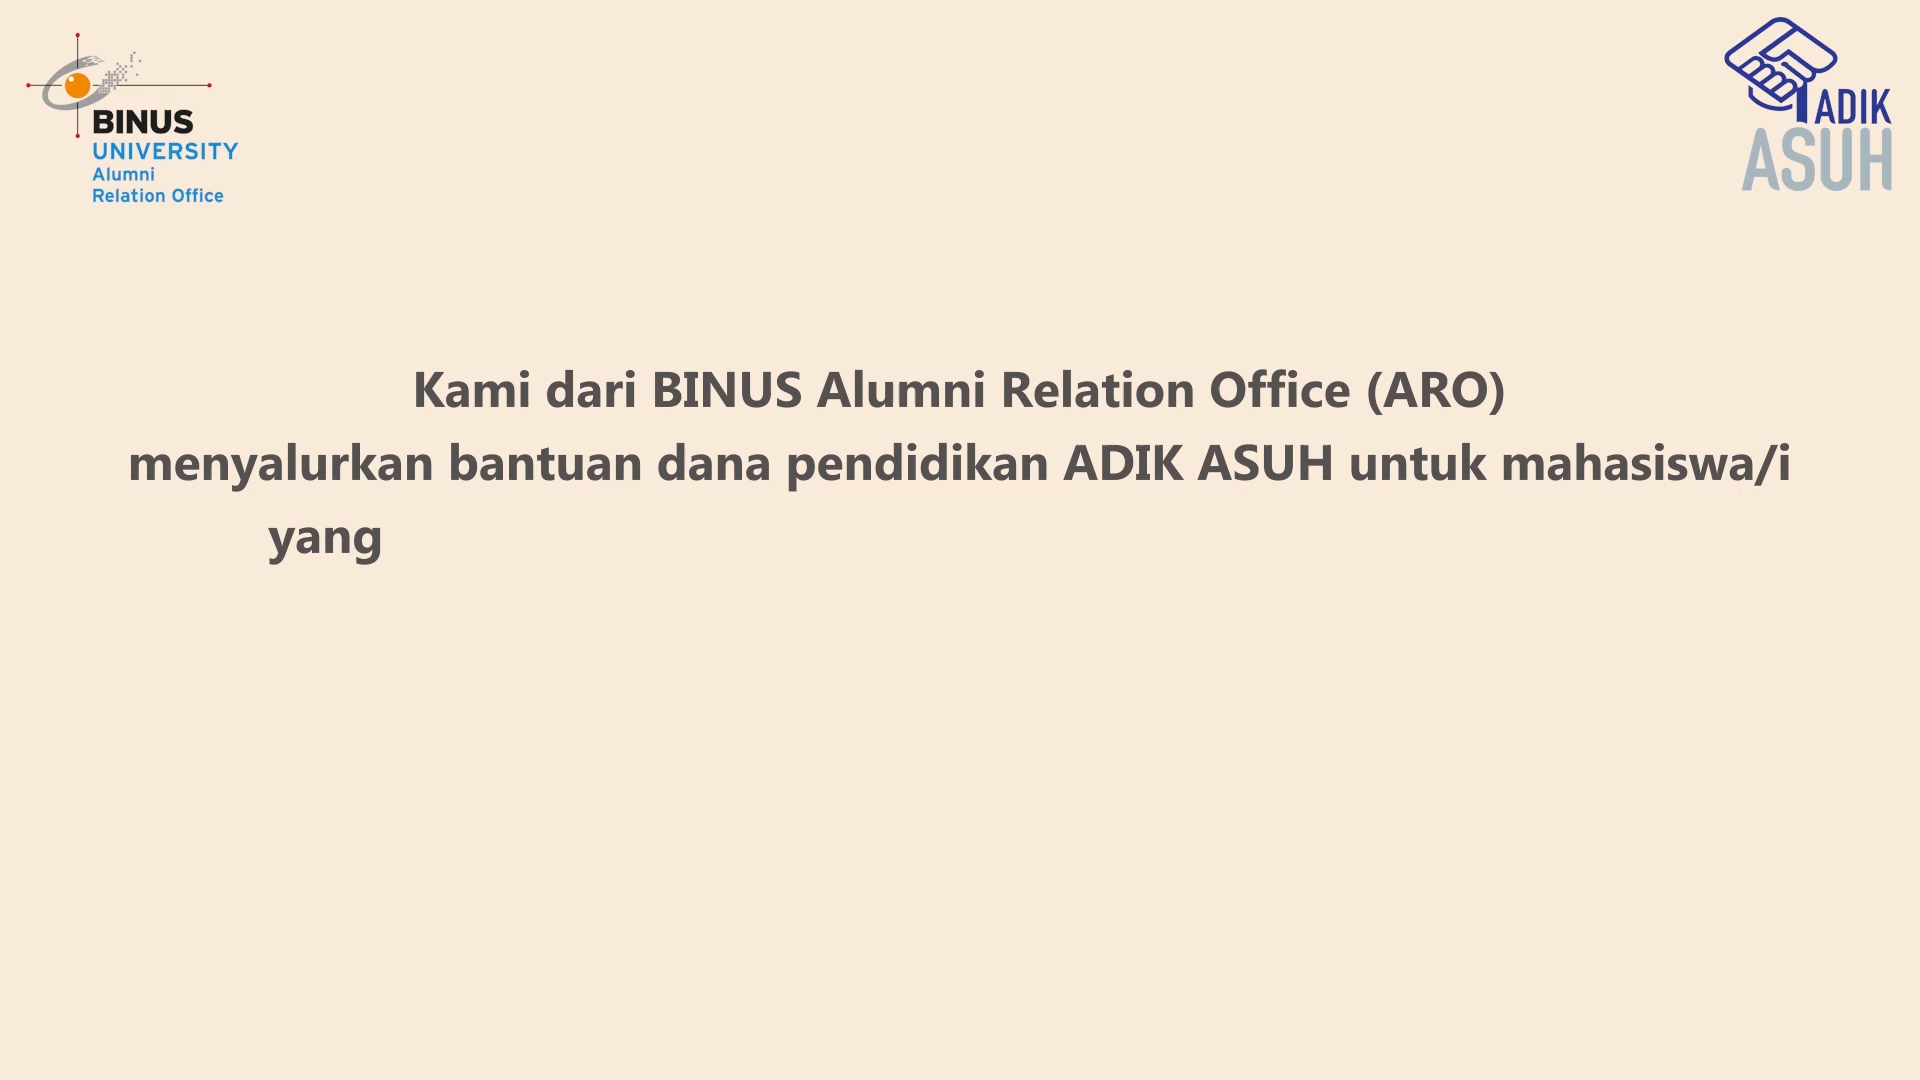 BINUS
UNIVERSITY
Alumni
Relation Office
ADIK
ASUH
Kami dari BINUS Alumni Relation Office (ARO)
menyalurkan bantuan dana pendidikan ADIK ASUH untuk mahasiswa/i
yang